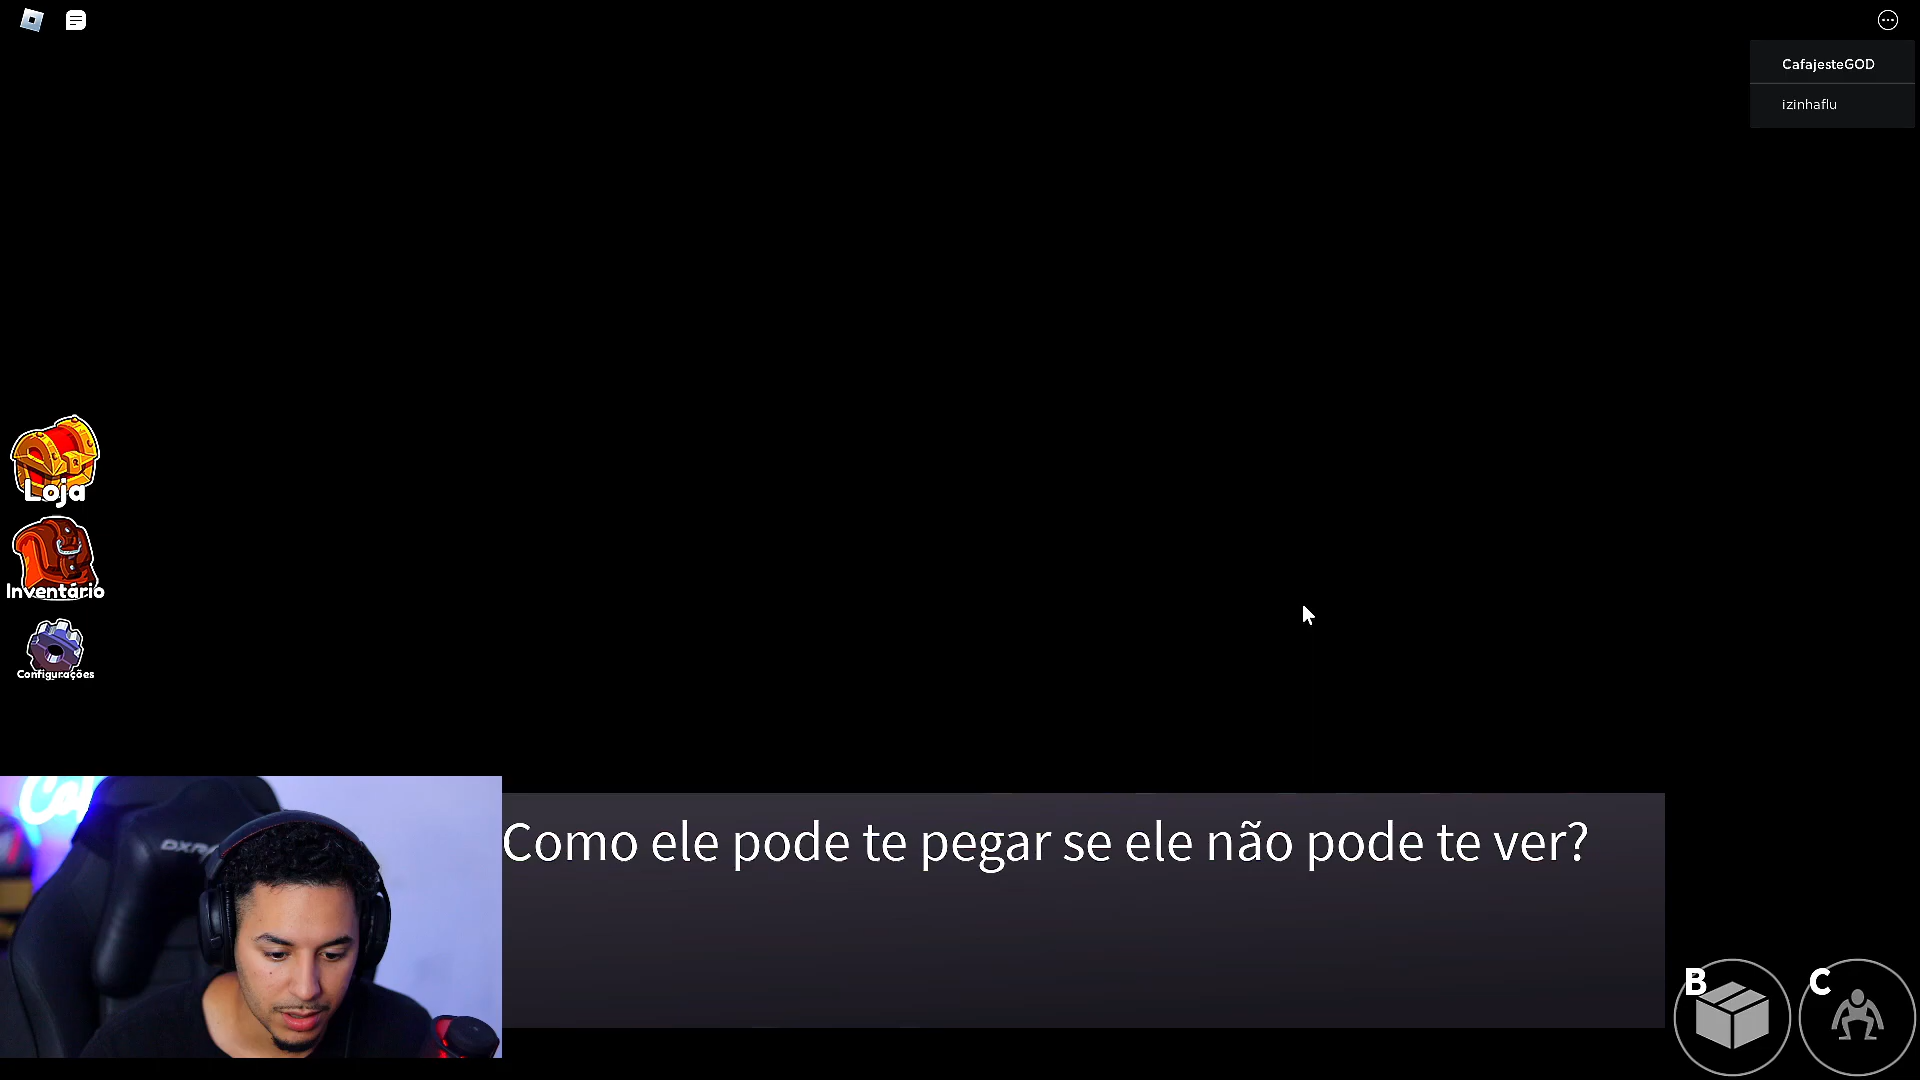 CafajesteGOD
izinhaflu
Loja
Inventário
Configurações
Como ele pode te pegar se ele não pode te ver?
B
C